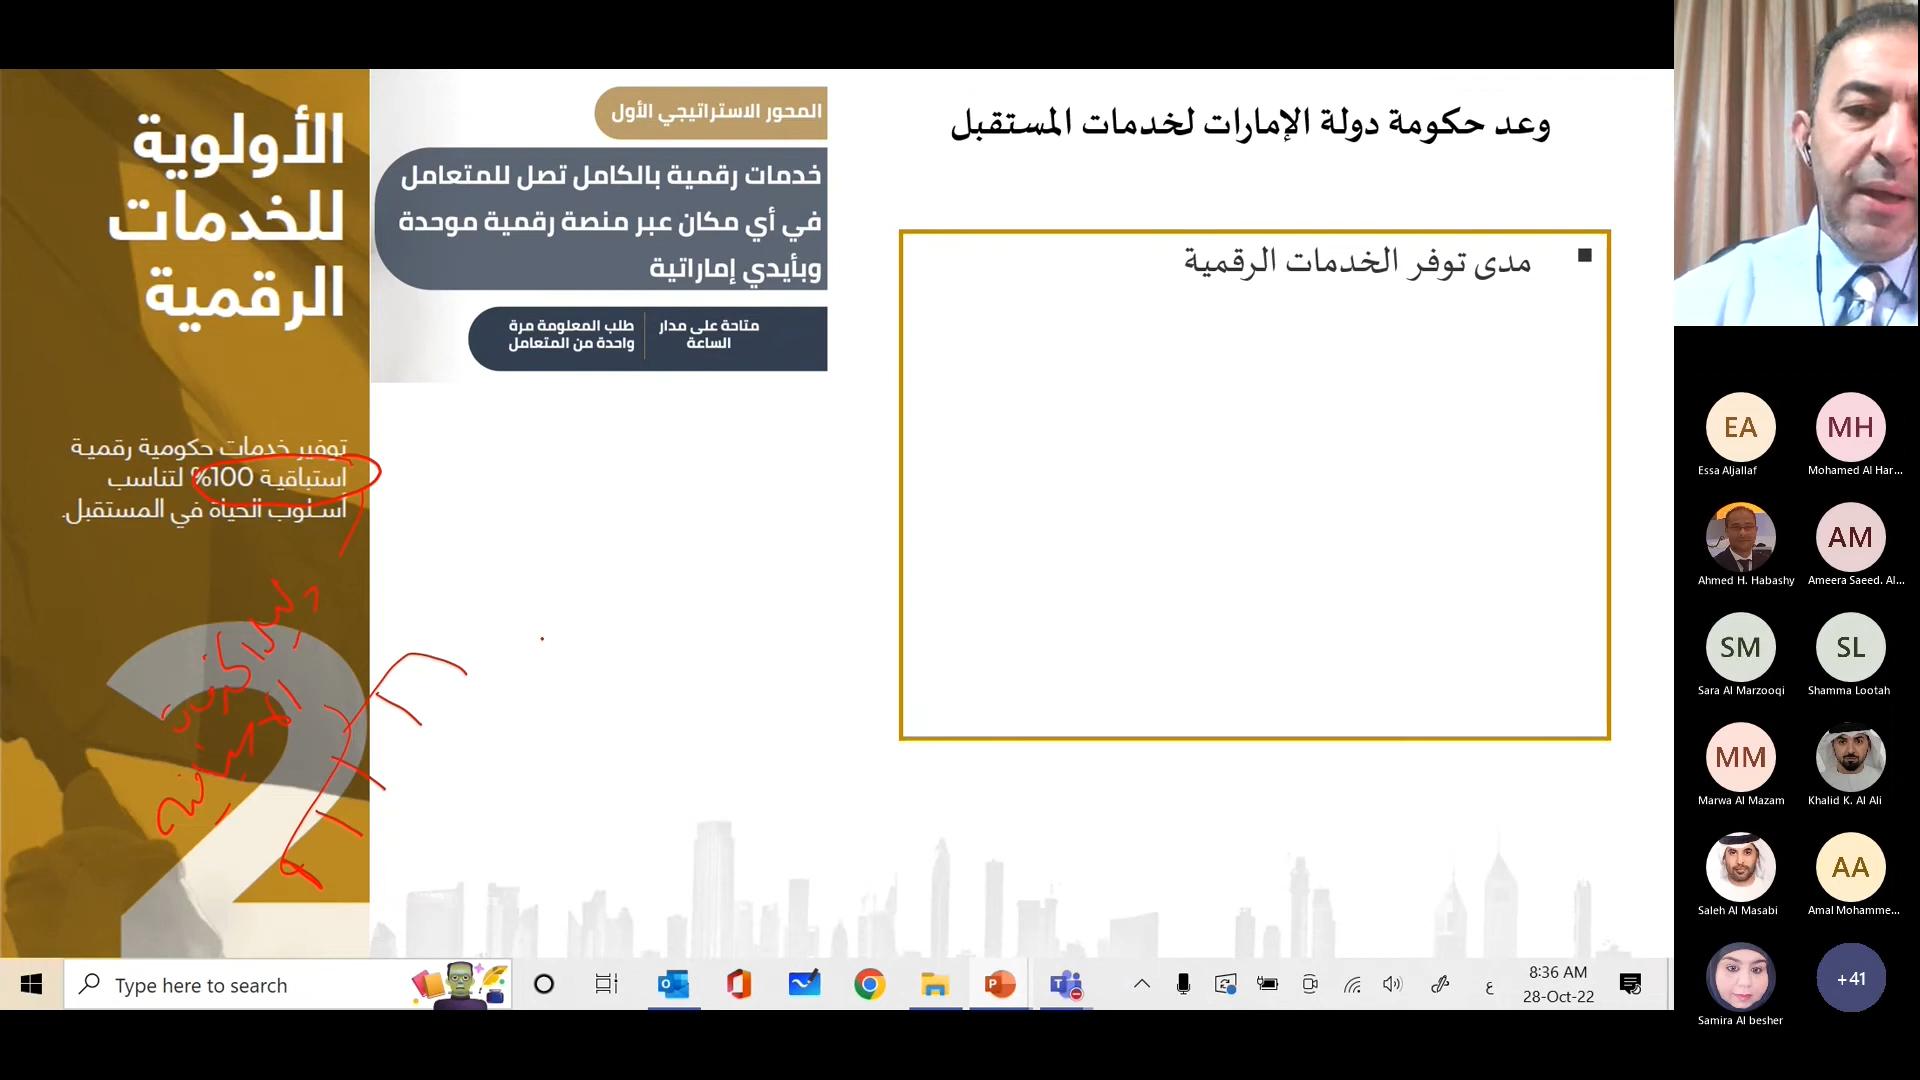 وعد حكومة دولة الإمارات لخدمات المستقبل
مدى توفر الخدمات الرقمية
المحور الاستراتيجي الأول
خدمات رقمية بالكامل تصل للمتعامل
في أي مكان عبر منصة رقمية موحدة
وبأيدي إماراتية
متاحة على مدار
الساعة
طلب المعلومة مرة
واحدة من المتعامل
الأولوية
للخدمات
الرقمية
توفير خدمات حكومية رقمية
استباقية 100% لتناسب
أسلوب الحياة في المستقبل.
2
EA
Essa Aljallaf
MH
Mohamed Al Har...
Ahmed H. Habashy
AM
Ameera Saeed. Al...
SM
Sara Al Marzooqi
SL
Shamma Lootah
MM
Marwa Al Mazam
Khalid K. Al Ali
Saleh Al Masabi
AA
Amal Mohamme...
Samira Al besher
+41
Type here to search
ع
8:36 AM
28-Oct-22